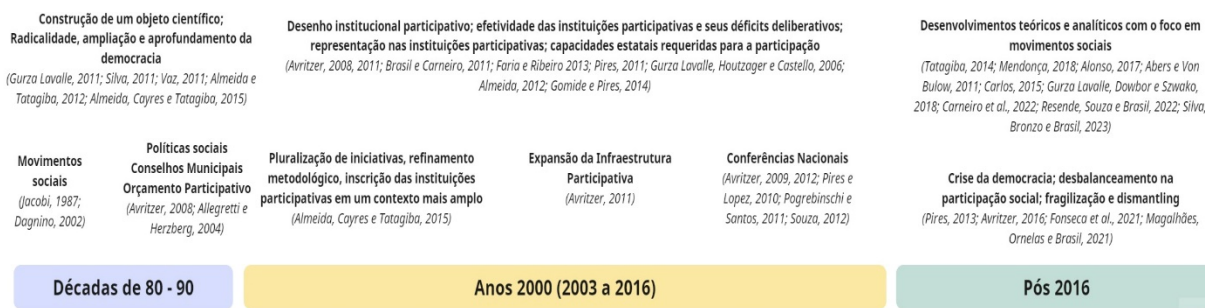 Construção de um objeto científico;
Radicalidade, ampliação e aprofundamento da
democracia
(Gurza Lavalle, 2011; Silva, 2011; Vaz, 2011; Almeida e
Tatagiba, 2012; Almeida, Cayres e Tatagiba, 2015)
Desenho institucional participativo; efetividade das instituições participativas e seus déficits deliberativos;
representação nas instituições participativas; capacidades estatais requeridas para a participação
(Avritzer, 2008, 2011; Brasil e Carneiro, 2011; Faria e Ribeiro 2013; Pires, 2011; Gurza Lavalle, Houtzager e Castello, 2006;
Almeida, 2012; Gomide e Pires, 2014)
Desenvolvimentos teóricos e analíticos com o foco em
movimentos sociais
(Tatagiba, 2014; Mendonça, 2018; Alonso, 2017; Abers e Von
Bulow, 2011; Carlos, 2015; Gurza Lavalle, Dowbor e Szwako,
2018; Carneiro et al., 2022; Resende, Souza e Brasil, 2022; Silva,
Bronzo e Brasil, 2023)
Movimentos
sociais
(Jacobi, 1987;
Dagnino, 2002)
Políticas sociais
Conselhos Municipais
Orçamento Participativo
(Avritzer, 2008; Allegretti e
Herzberg, 2004)
Pluralização de iniciativas, refinamento
metodológico, inscrição das instituições
participativas em um contexto mais amplo
(Almeida, Cayres e Tatagiba, 2015)
Expansão da Infraestrutura
Participativa
(Avritzer, 2011)
Conferências Nacionais
(Avritzer, 2009, 2012; Pires e
Lopez, 2010; Pogrebinschi e
Santos, 2011; Souza, 2012)
Crise da democracia; desbalanceamento na
participação social; fragilização e dismantling
(Pires, 2013; Avritzer, 2016; Fonseca et al., 2021; Magalhães,
Ornelas e Brasil, 2021)
Décadas de 80 - 90
Anos 2000 (2003 a 2016)
Pós 2016